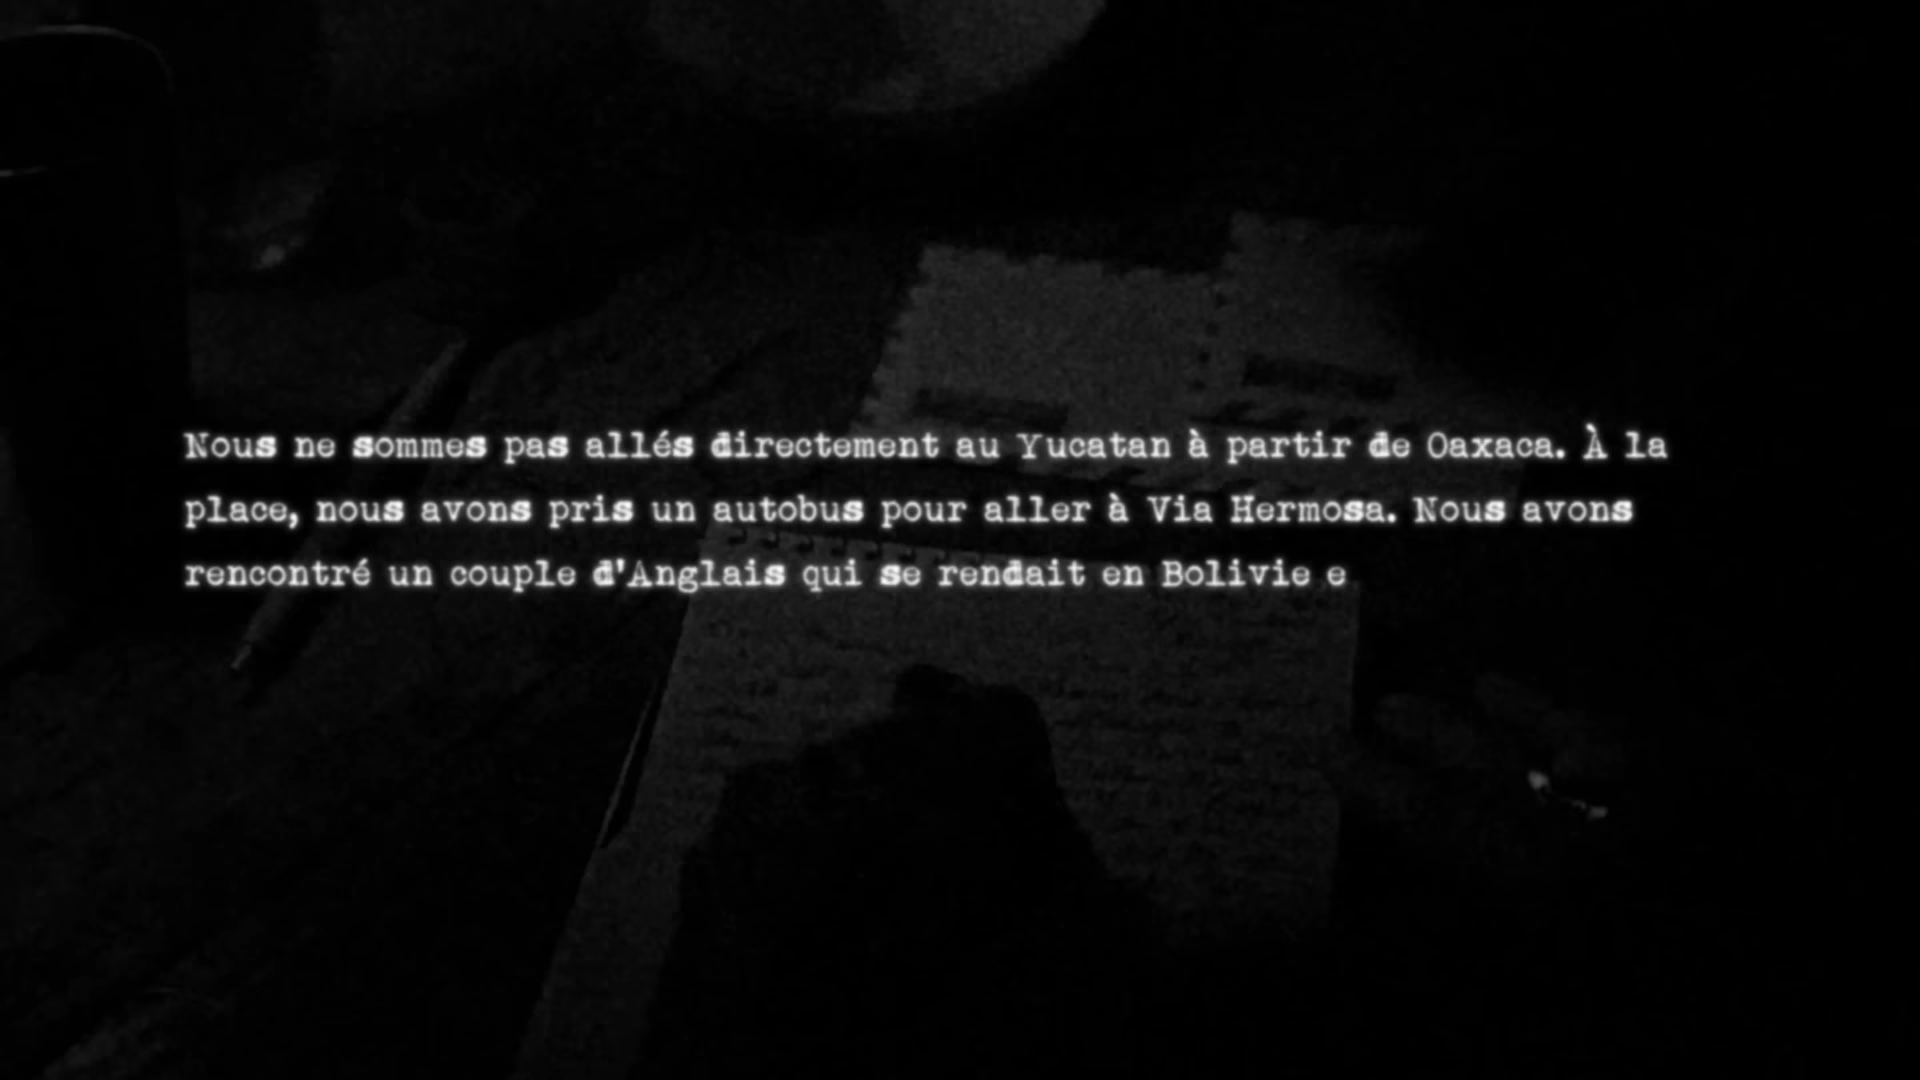 Nous ne sommes pas allés directement au Yucatan à partir de Oaxaca. À la
place, nous avons pris un autobus pour aller à Via Hermosa. Nous avons
rencontré un couple d'Anglais qui se rendait en Bolivie e